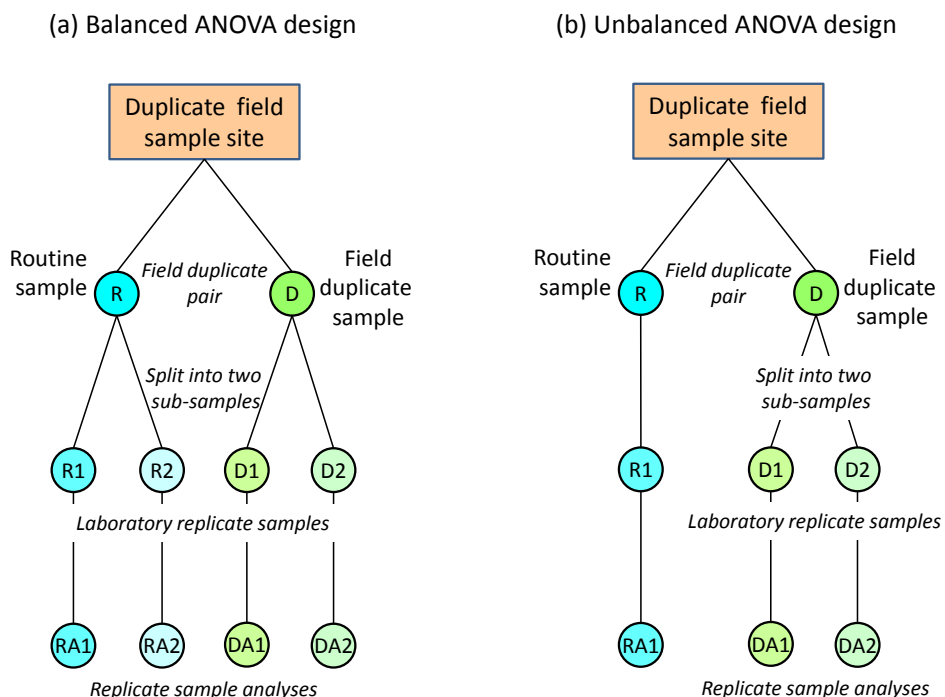 (a) Balanced ANOVA design
Duplicate field
sample site
Routine
sample
R
Field duplicate
pair
D
Field
duplicate
sample
Split into two
sub-samples
R1
R2
D1
D2
Laboratory replicate samples
RA1
RA2
DA1
DA2
Replicate sample analyses
(b) Unbalanced ANOVA design
Duplicate field
sample site
Routine
sample
R
Field duplicate
pair
D
Field
duplicate
sample
Split into two
sub-samples
R1
D1
D2
Laboratory replicate samples
RA1
DA1
DA2
Replicate sample analyses